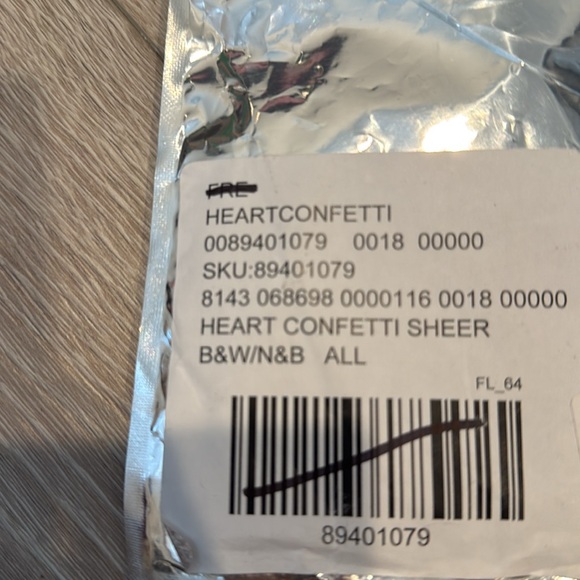 FRE
HEARTCONFETTI
0089401079 0018 00000
SKU:89401079
8143 068698 0000116 0018 00000
HEART CONFETTI SHEER
B&W/N&B ALL
FL_64
89401079